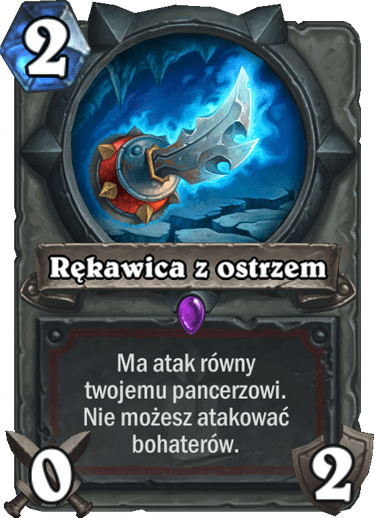 2
Rękawica z ostrzem
Ma atak równy
twojemu pancerzowi.
Nie możesz atakować
bohaterów.
0
2